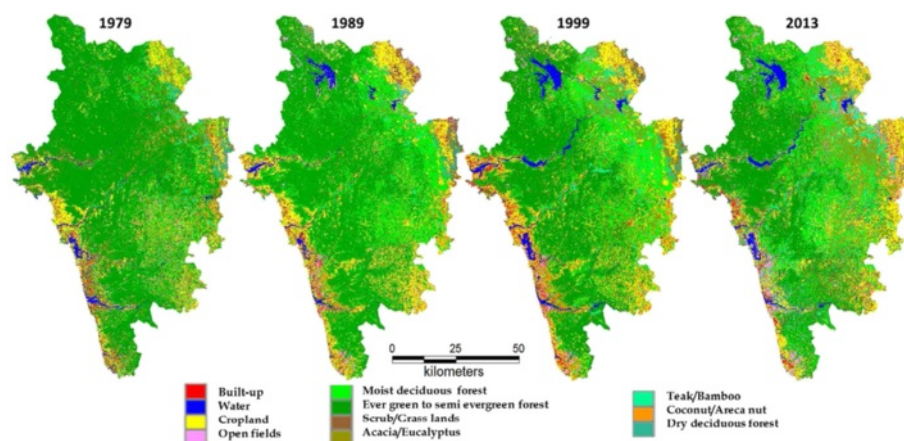 1979 1989 1999 2013
0 25 50
kilometers
Built-up
Water
Cropland
Open fields
Moist deciduous forest
Ever green to semi evergreen forest
Scrub/Grass lands
Acacia/Eucalyptus
Teak/Bamboo
Coconut/Areca nut
Dry deciduous forest